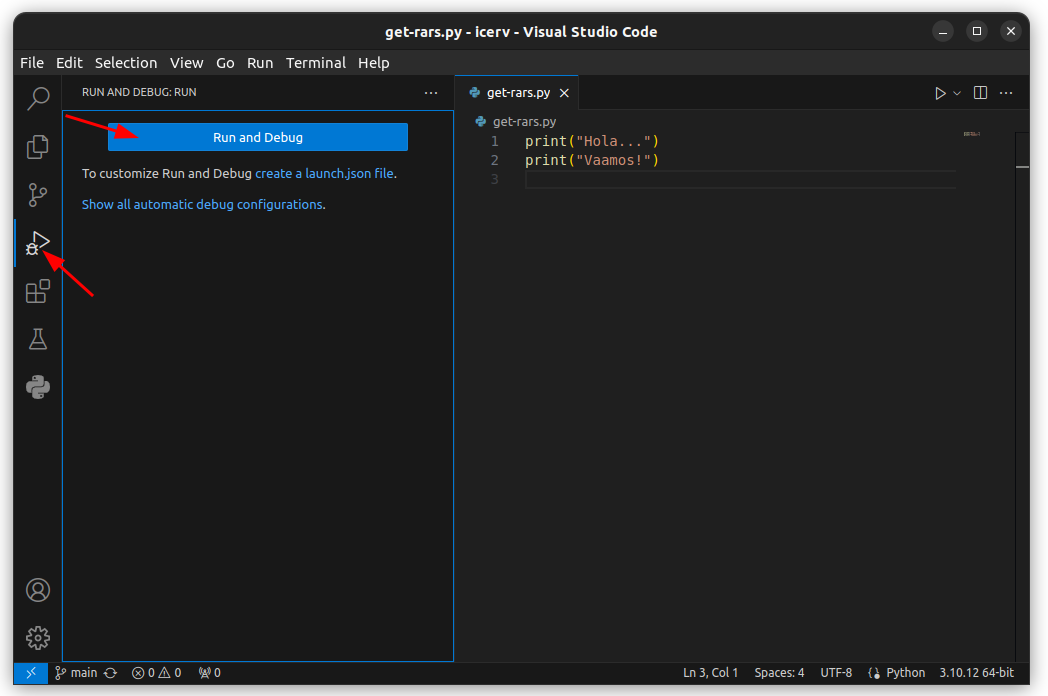 get-rars.py - icerv - Visual Studio Code
File Edit Selection View Go Run Terminal Help
RUN AND DEBUG: RUN
get-rars.py
Run and Debug
To customize Run and Debug create a launch.json file.
Show all automatic debug configurations.
get-rars.py
1 print("Hola...")
2 print("Vaamos!")
3
main 0 0 0 Ln 3, Col 1 Spaces: 4 UTF-8 Python 3.10.12 64-bit